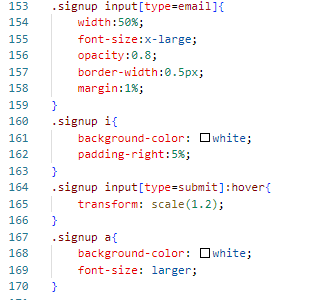 153 .signup input[type=email]{
154 width:50%;
155 font-size:x-large;
156 opacity:0.8;
157 border-width:0.5px;
158 margin:1%;
159 }
160 .signup i{
161 background-color: white;
162 padding-right:5%;
163 }
164 .signup input[type=submit]:hover{
165 transform: scale(1.2);
166 }
167 .signup a{
168 background-color: white;
169 font-size: larger;
170 }